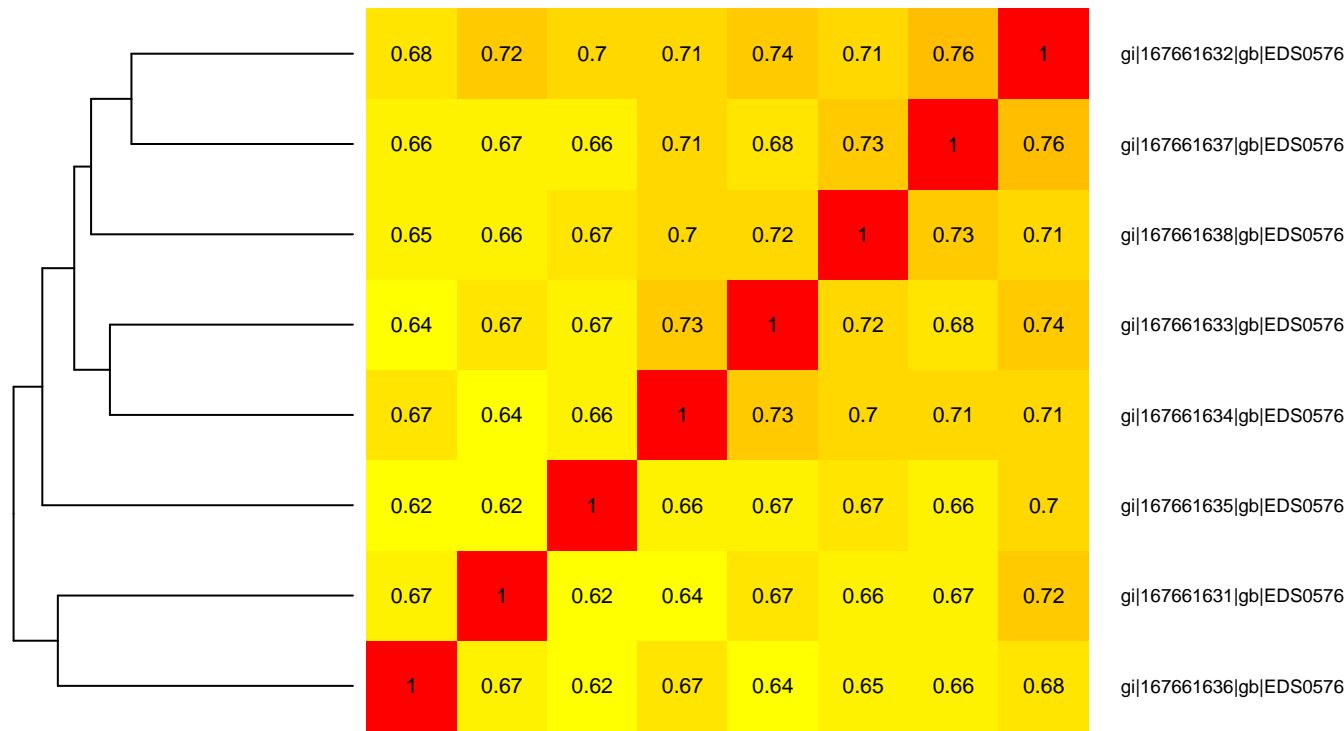 0.68 0.72 0.7 0.71 0.74 0.71 0.76 1 gi|167661632|gb|EDS0576
0.66 0.67 0.66 0.71 0.68 0.73 1 0.76 gi|167661637|gb|EDS0576
0.65 0.66 0.67 0.7 0.72 1 0.73 0.71 gi|167661638|gb|EDS0576
0.64 0.67 0.67 0.73 1 0.72 0.68 0.74 gi|167661633|gb|EDS0576
0.67 0.64 0.66 1 0.73 0.7 0.71 0.71 gi|167661634|gb|EDS0576
0.62 0.62 1 0.66 0.67 0.67 0.66 0.7 gi|167661635|gb|EDS0576
0.67 1 0.62 0.64 0.67 0.66 0.67 0.72 gi|167661631|gb|EDS0576
1 0.67 0.62 0.67 0.64 0.65 0.66 0.68 gi|167661636|gb|EDS0576